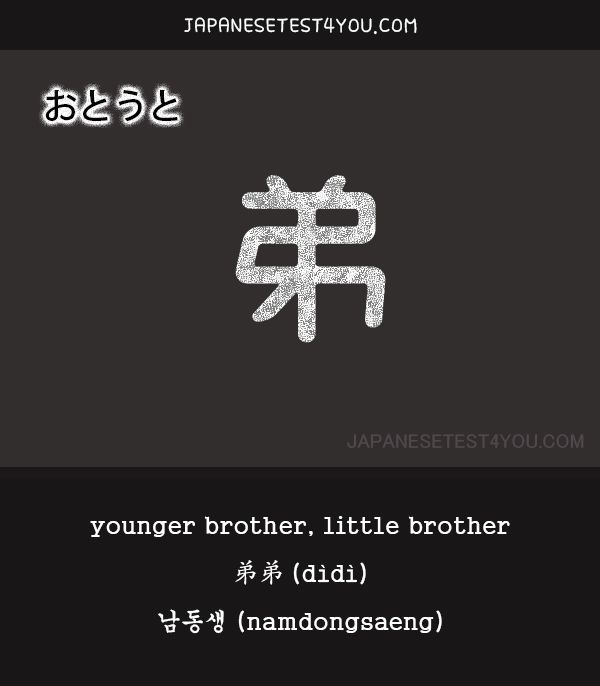 JAPANESETEST4YOU.COM
おとうと
弟
JAPANESETEST4YOU.COM
younger brother, little brother
弟弟 (dìdì)
남동생 (namdongsaeng)